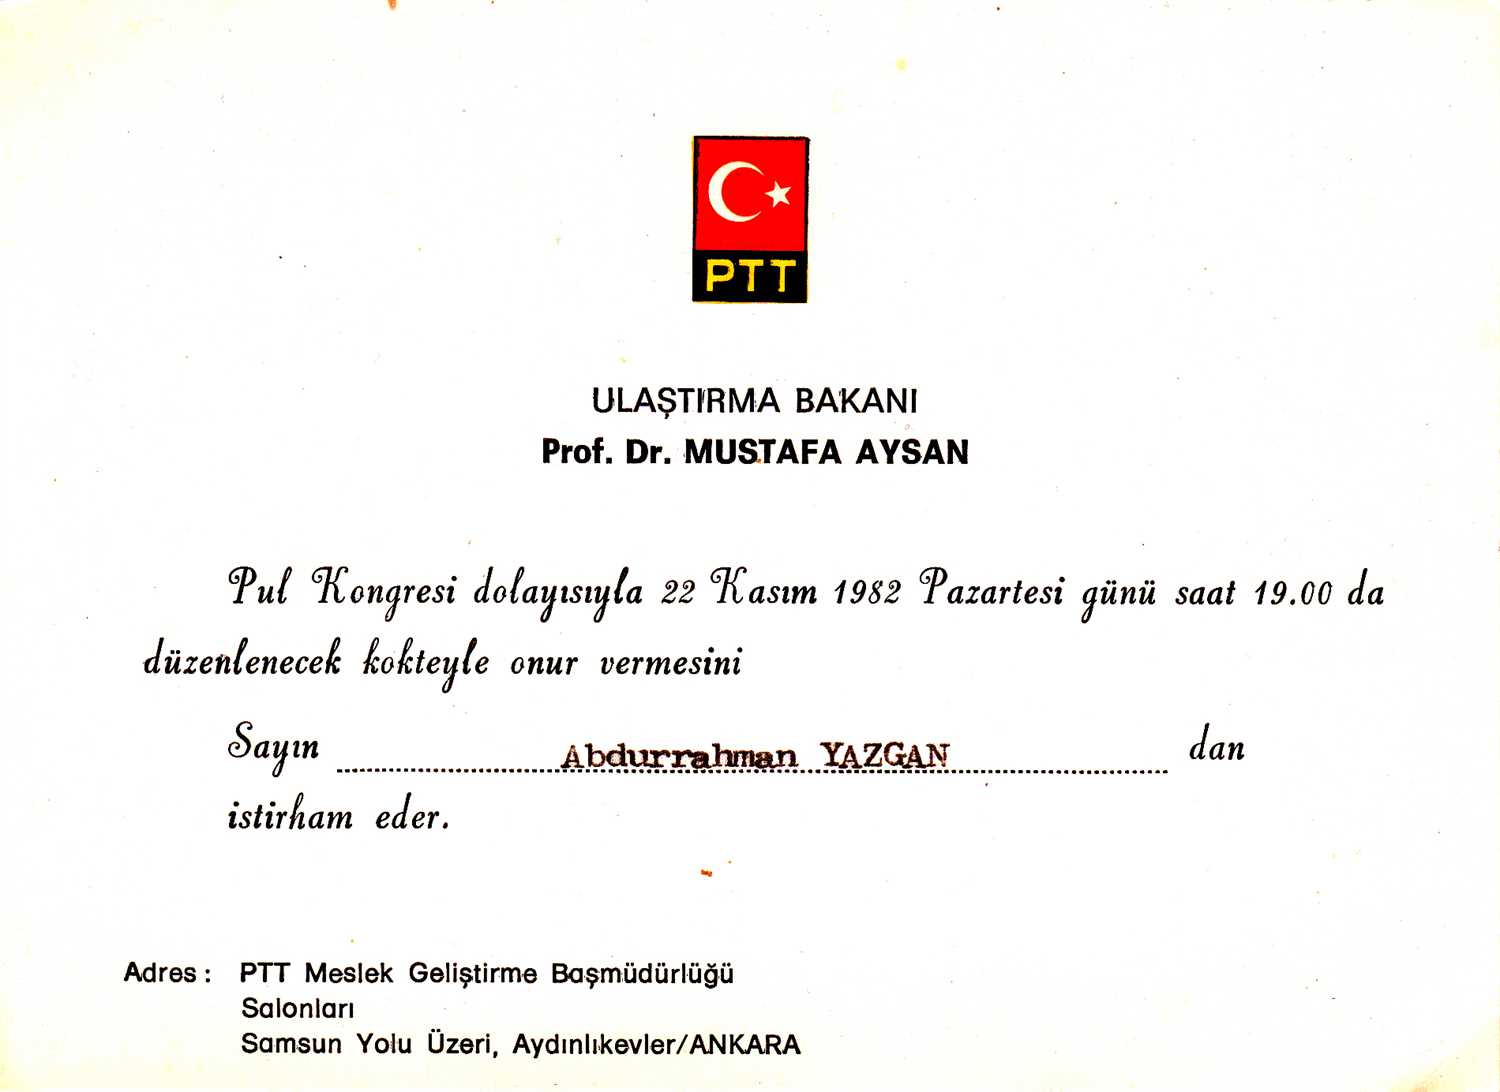 PTT
ULAŞTIRMA BAKANI
Prof. Dr. MUSTAFA AYSAN
Pul Kongresi dolayısıyla 22 Kasım 1982 Pazartesi günü saat 19.00 da
düzenlenecek kokteyle onur vermesini
Sayın Abdurrahman YAZGAN dan
istirham eder.
Adres : PTT Meslek Geliştirme Başmüdürlüğü
Salonları
Samsun Yolu Üzeri, Aydınlıkevler/ANKARA